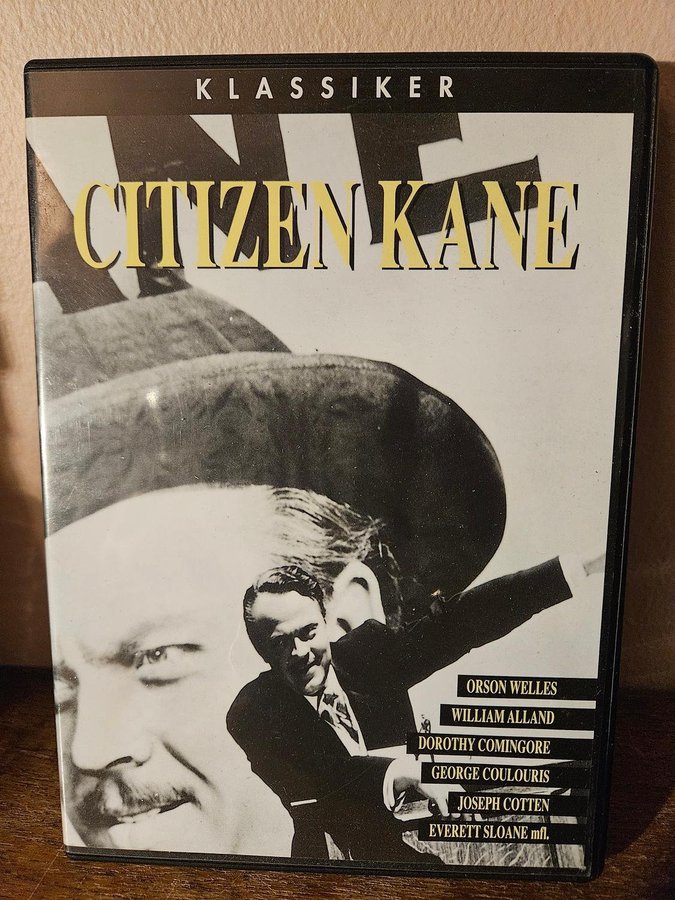 KLASSIKER
CITIZEN KANE
ORSON WELLES
WILLIAM ALLAND
DOROTHY COMINGORE
GEORGE COULOURIS
JOSEPH COTTEN
EVERETT SLOANE mfl.